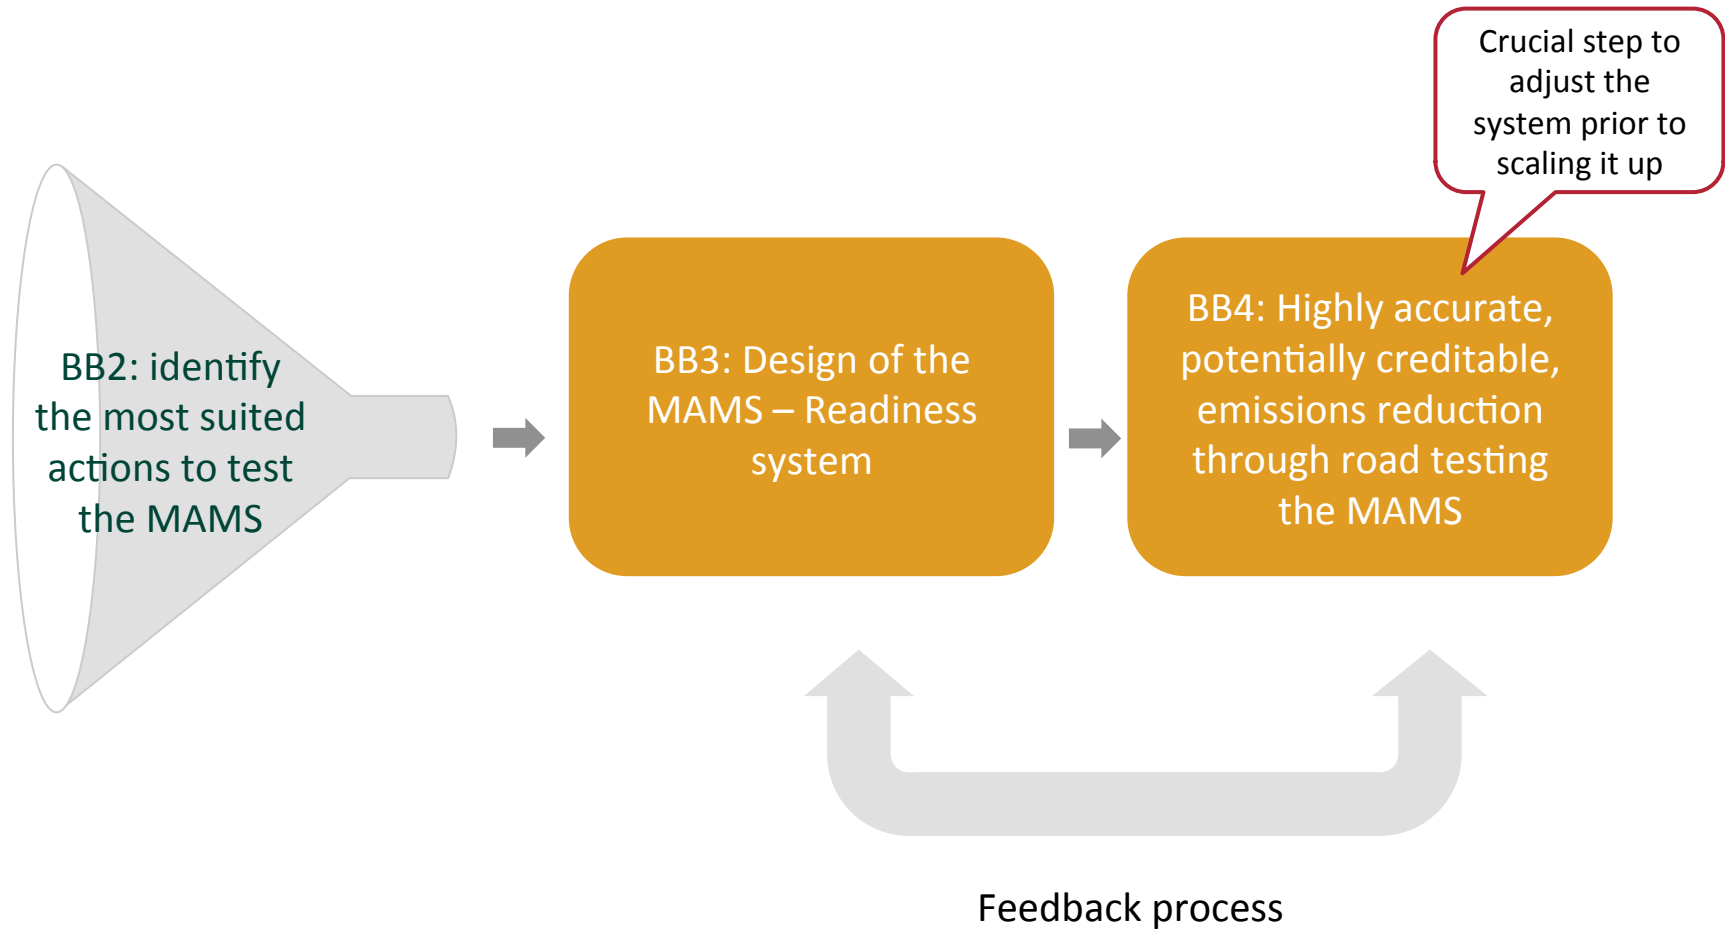 Crucial step to
adjust the
system prior to
scaling it up
BB2: identify
the most suited
actions to test
the MAMS
BB3: Design of the
MAMS – Readiness
system
BB4: Highly accurate,
potentially creditable,
emissions reduction
through road testing
the MAMS
Feedback process